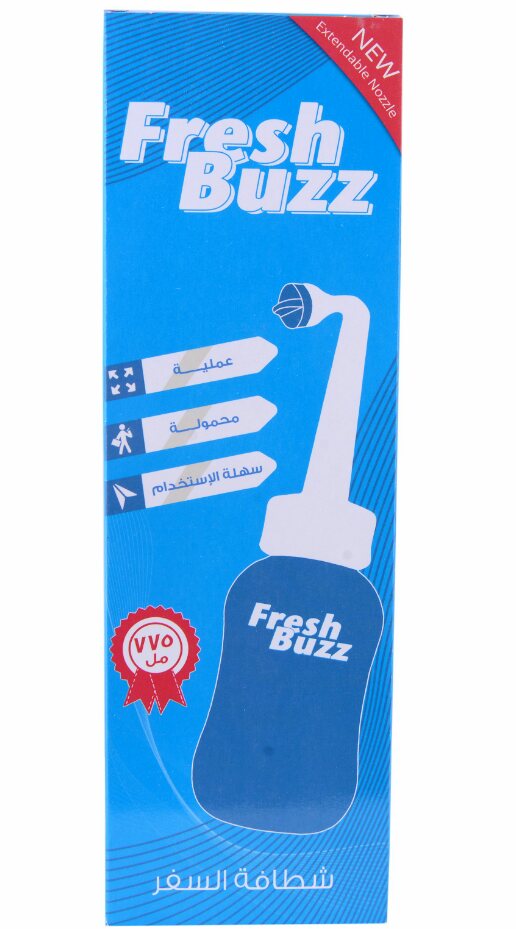 NEW
Extendable Nozzle
Fresh
Buzz
عملية
محمولة
سهلة الإستخدام
Fresh
Buzz
٧٧٥
مل
شطافة السفر